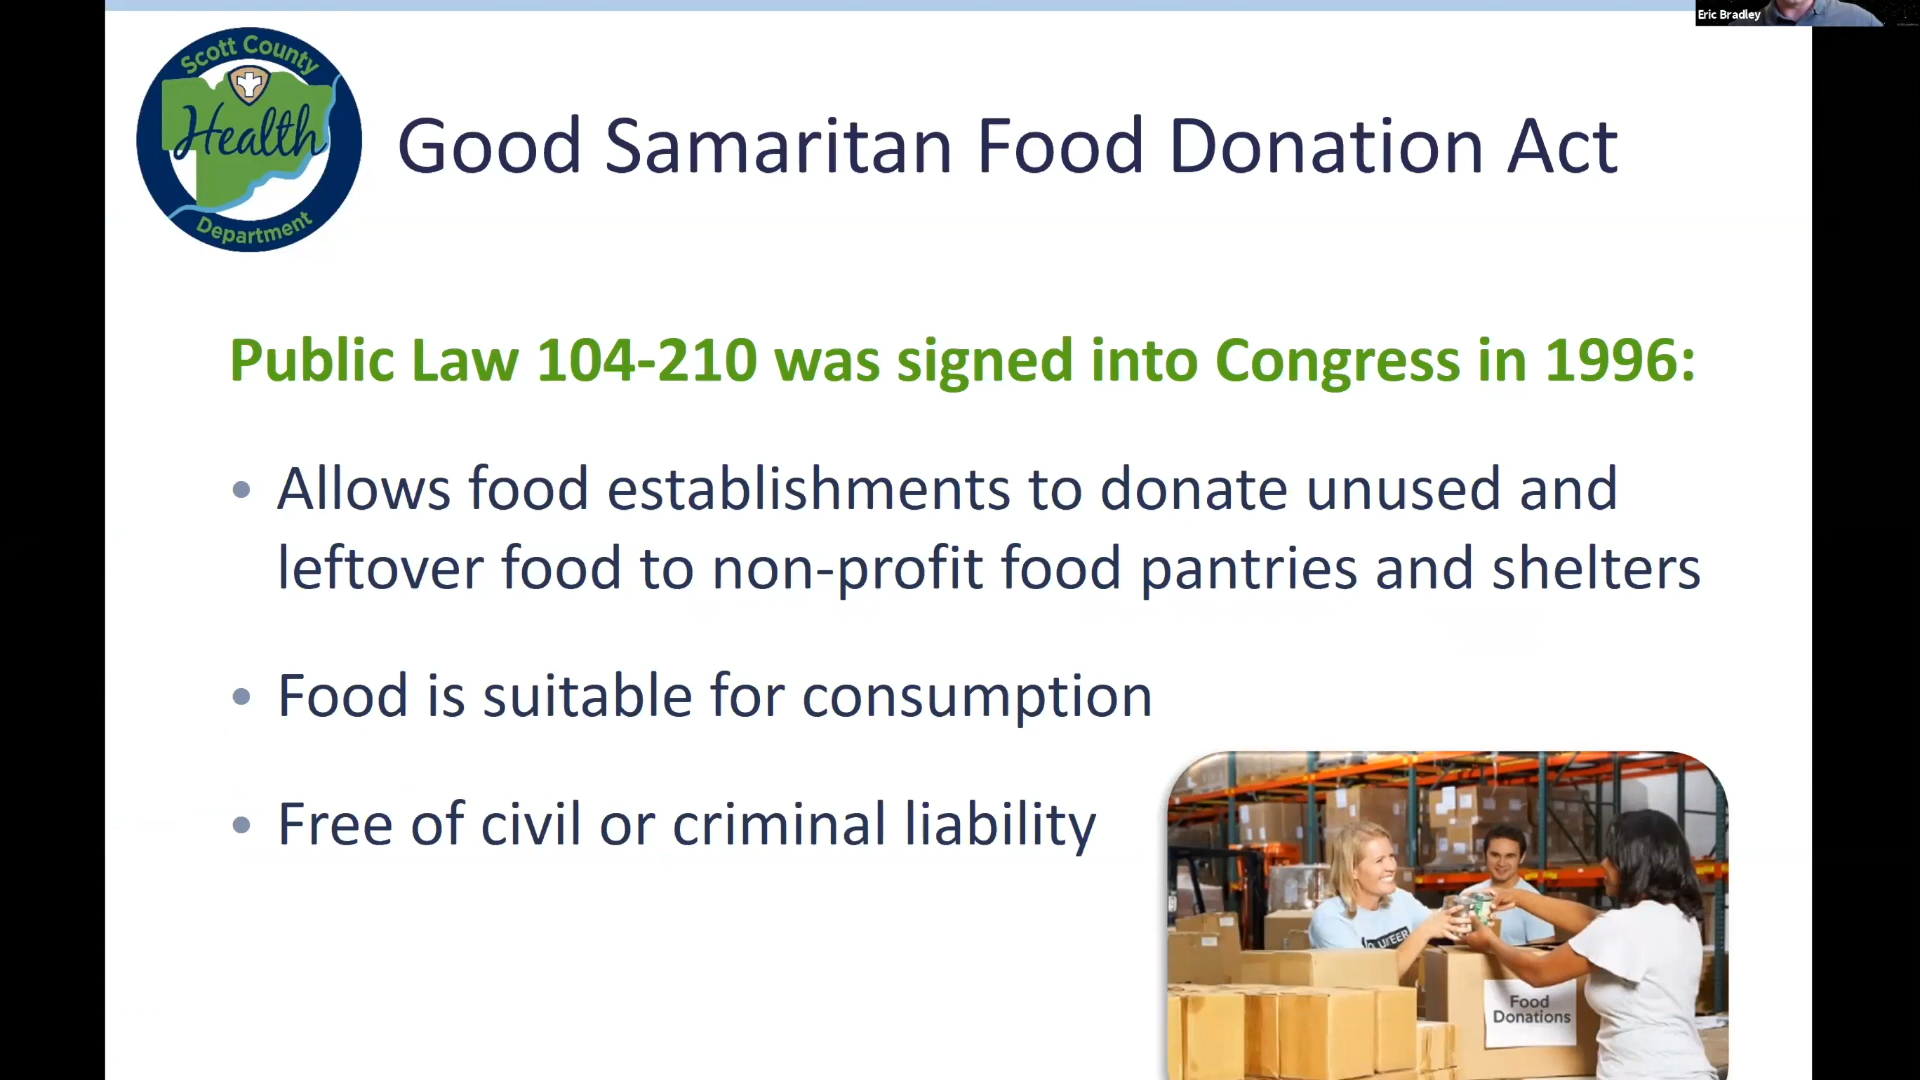 Eric Bradley
Scott County
Health
Department
Good Samaritan Food Donation Act
Public Law 104-210 was signed into Congress in 1996:
• Allows food establishments to donate unused and
leftover food to non-profit food pantries and shelters
• Food is suitable for consumption
• Free of civil or criminal liability
Food
Donations